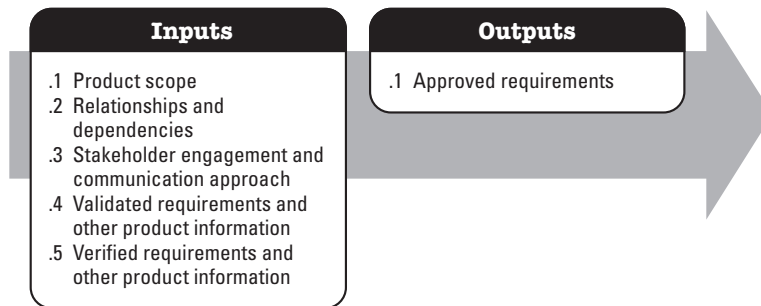 Inputs
.1 Product scope
.2 Relationships and
dependencies
.3 Stakeholder engagement and
communication approach
.4 Validated requirements and
other product information
.5 Verified requirements and
other product information
Outputs
.1 Approved requirements